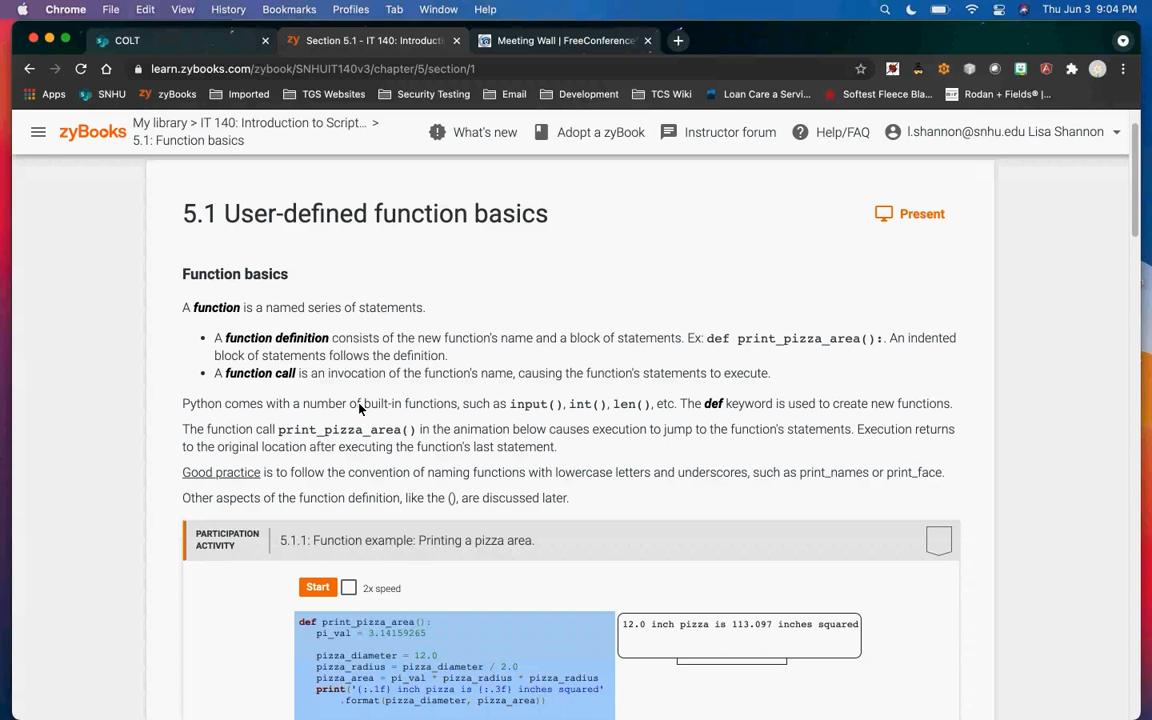 Chrome File Edit View History Bookmarks Profiles Tab Window Help Thu Jun 3 9:04 PM
COLT × zy Section 5.1 - IT 140: Introducti × Meeting Wall | FreeConference × +
learn.zybooks.com/zybook/SNHUIT140v3/chapter/5/section/1
Apps SNHU zy zyBooks Imported TGS Websites Security Testing Email Development TCS Wiki Loan Care a Servi... Softest Fleece Bla... R+F Rodan + Fields® |...
zyBooks My library > IT 140: Introduction to Script... > What's new Adopt a zyBook Instructor forum Help/FAQ l.shannon@snhu.edu Lisa Shannon
5.1: Function basics
5.1 User-defined function basics Present
Function basics
A function is a named series of statements.
• A function definition consists of the new function's name and a block of statements. Ex: def print_pizza_area():. An indented
block of statements follows the definition.
• A function call is an invocation of the function's name, causing the function's statements to execute.
Python comes with a number of built-in functions, such as input(), int(), len(), etc. The def keyword is used to create new functions.
The function call print_pizza_area() in the animation below causes execution to jump to the function's statements. Execution returns
to the original location after executing the function's last statement.
Good practice is to follow the convention of naming functions with lowercase letters and underscores, such as print_names or print_face.
Other aspects of the function definition, like the (), are discussed later.
PARTICIPATION
ACTIVITY
5.1.1: Function example: Printing a pizza area.
Start 2x speed
def print_pizza_area():
pi_val = 3.14159265
pizza_diameter = 12.0
pizza_radius = pizza_diameter / 2.0
pizza_area = pi_val * pizza_radius * pizza_radius
print('{:.1f} inch pizza is {:.3f} inches squared'
.format(pizza_diameter, pizza_area))
12.0 inch pizza is 113.097 inches squared